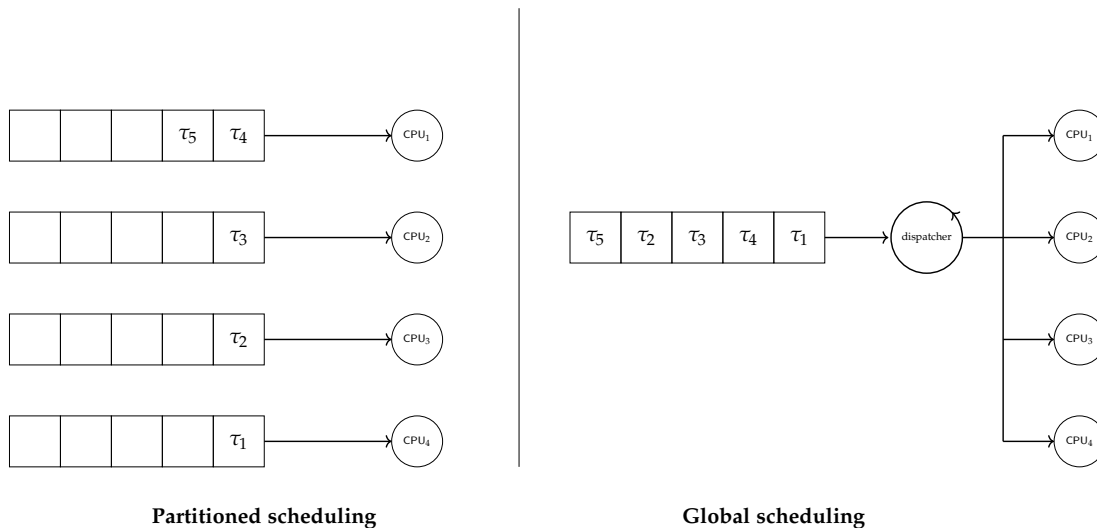 τ5 τ4 CPU1
τ3 CPU2
τ2 CPU3
τ1 CPU4
Partitioned scheduling
CPU1
τ5 τ2 τ3 τ4 τ1 dispatcher CPU2
CPU3
CPU4
Global scheduling